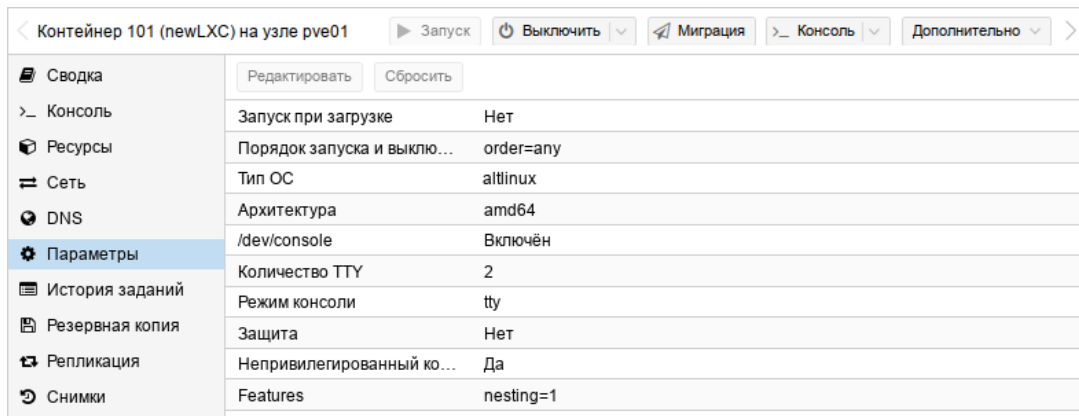 Контейнер 101 (newLXC) на узле pve01 Запуск Выключить Миграция >_ Консоль Дополнительно
Сводка
>_ Консоль
Ресурсы
Сеть
DNS
Параметры
История заданий
Резервная копия
Репликация
Снимки
Редактировать Сбросить
Запуск при загрузке Нет
Порядок запуска и выклю... order=any
Тип ОС altlinux
Архитектура amd64
/dev/console Включён
Количество TTY 2
Режим консоли tty
Защита Нет
Непривилегированный ко... Да
Features nesting=1